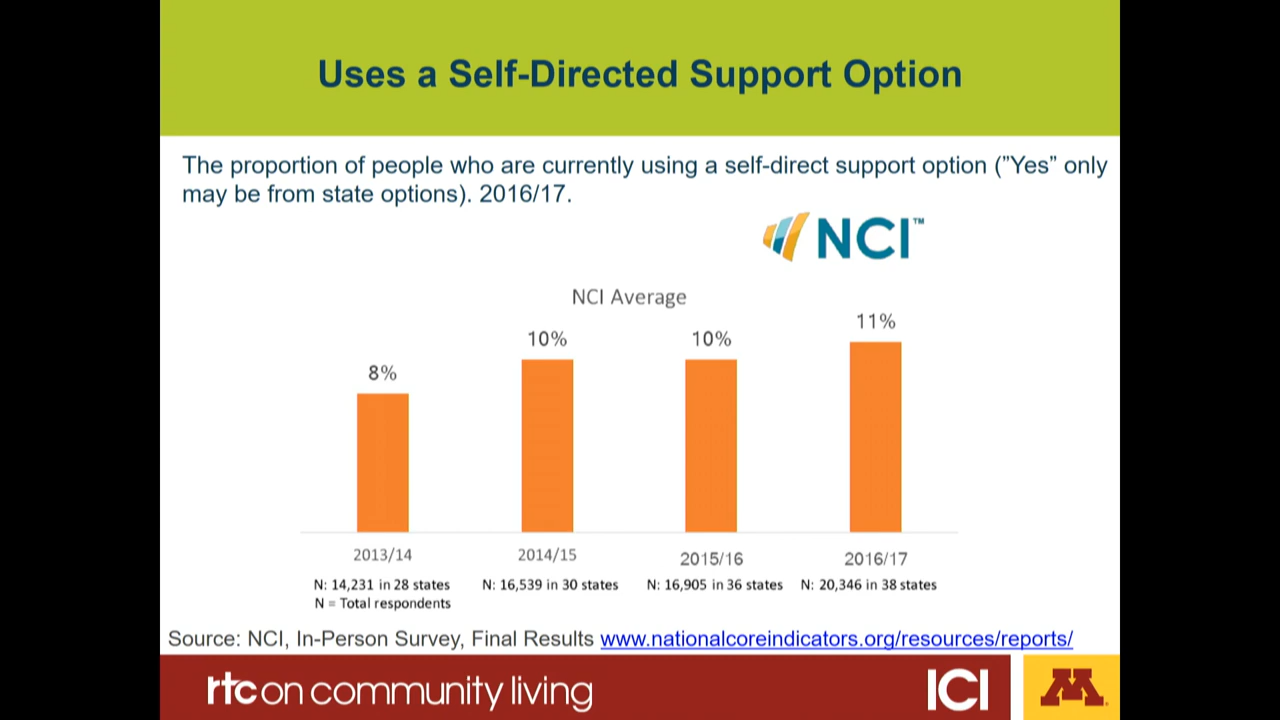 Uses a Self-Directed Support Option
The proportion of people who are currently using a self-direct support option (”Yes” only
may be from state options). 2016/17.
NCI™
NCI Average
8%
10%
10%
11%
2013/14
2014/15
2015/16
2016/17
N: 14,231 in 28 states
N: 16,539 in 30 states
N: 16,905 in 36 states
N: 20,346 in 38 states
N = Total respondents
Source: NCI, In-Person Survey, Final Results www.nationalcoreindicators.org/resources/reports/
rtc on community living
ICI
M